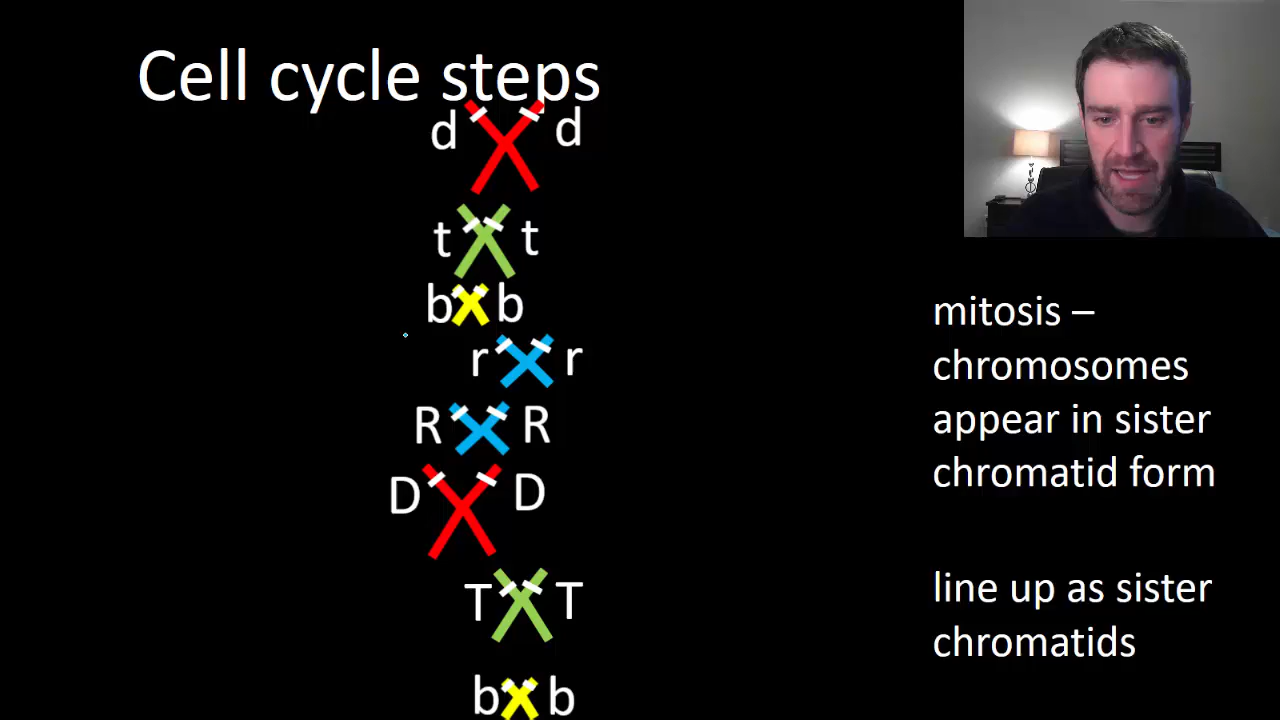 Cell cycle steps
d d
t t
b b
r r
R R
D D
T T
b b
mitosis –
chromosomes
appear in sister
chromatid form
line up as sister
chromatids